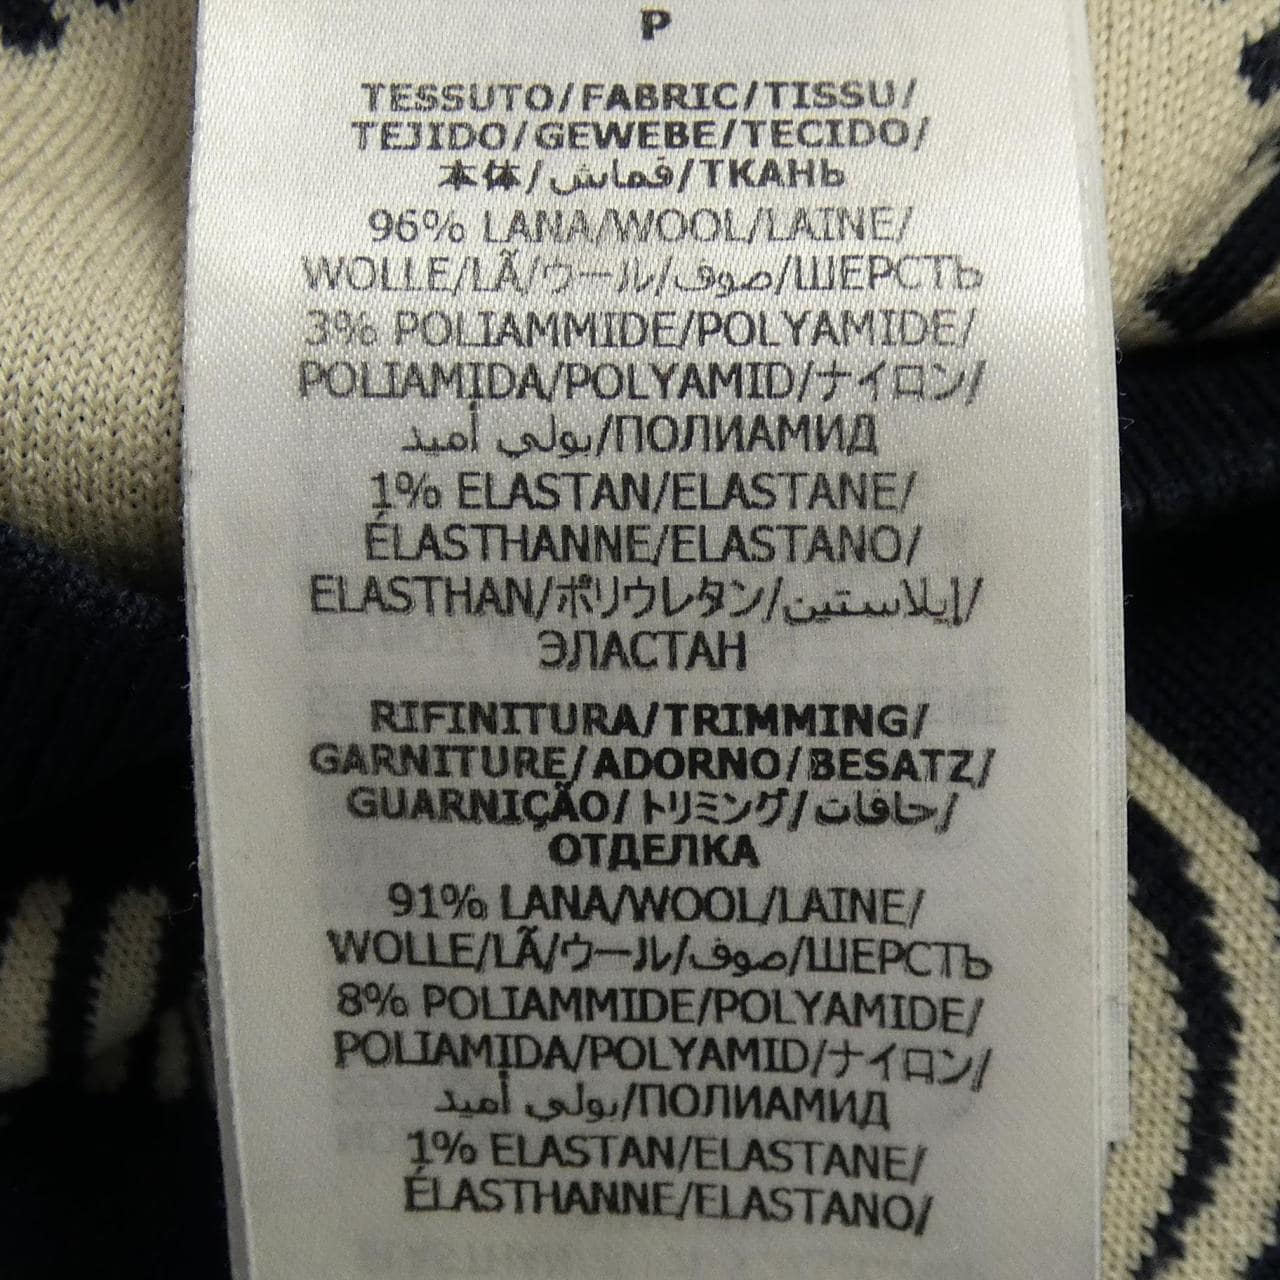 P
TESSUTO/FABRIC/TISSU/
TEJIDO/GEWEBE/TECIDO/
本体/قماش/ТКАНЬ
96% LANA/WOOL/LAINE/
WOLLE/LÃ/ウール/صوف/ШЕРСТЬ
3% POLIAMMIDE/POLYAMIDE/
POLIAMIDA/POLYAMID/ナイロン/
بولي أميد/ПОЛИАМИД
1% ELASTAN/ELASTANE/
ÉLASTHANNE/ELASTANO/
ELASTHAN/ポリウレタン/إيلاستين/
ЭЛАСТАН
RIFINITURA/TRIMMING/
GARNITURE/ADORNO/BESATZ/
GUARNIÇÃO/トリミング/حافات/
ОТДЕЛКА
91% LANA/WOOL/LAINE/
WOLLE/LÃ/ウール/صوف/ШЕРСТЬ
8% POLIAMMIDE/POLYAMIDE/
POLIAMIDA/POLYAMID/ナイロン/
بولي أميد/ПОЛИАМИД
1% ELASTAN/ELASTANE/
ÉLASTHANNE/ELASTANO/